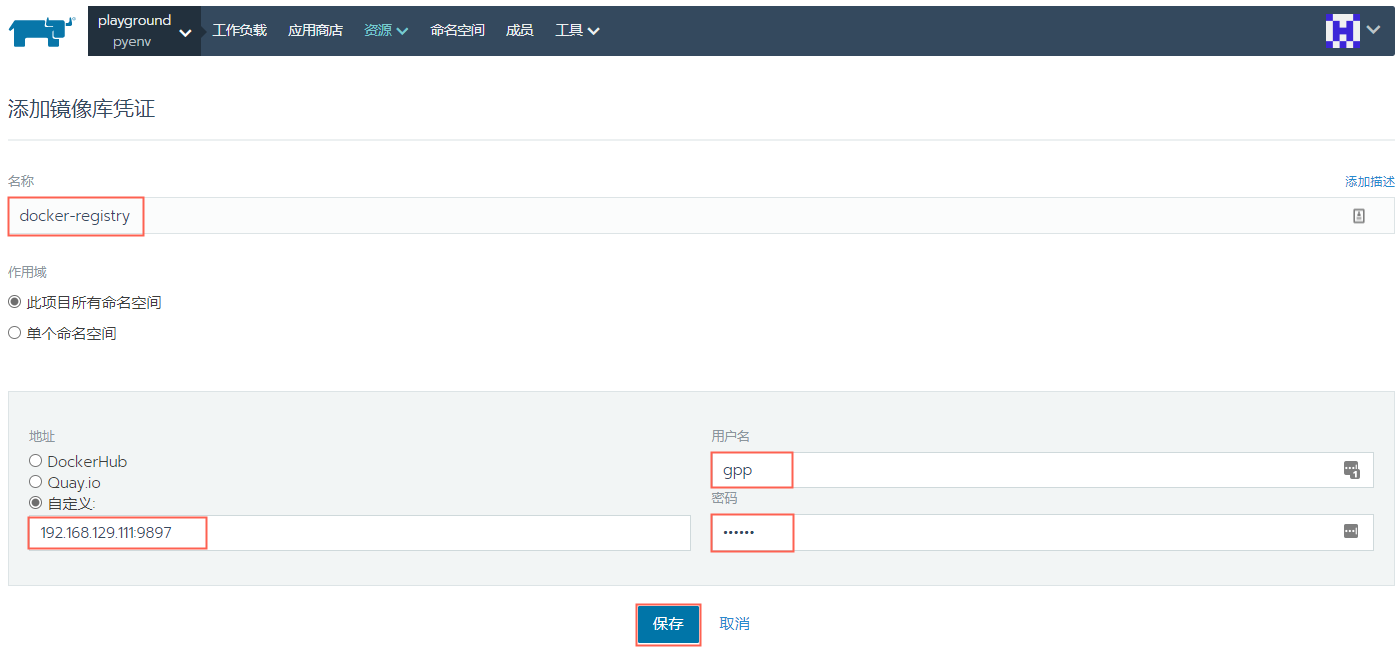 playground
pyenv
工作负载 应用商店 资源 命名空间 成员 工具
添加镜像库凭证
名称 添加描述
docker-registry
作用域
此项目所有命名空间
单个命名空间
地址 用户名
DockerHub
Quay.io
自定义:
192.168.129.111:9897
gpp
密码
••••••
保存 取消